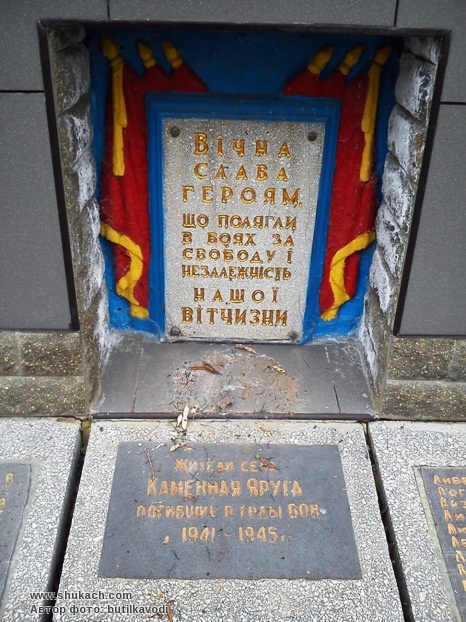 Вічна
слава
героям,
що полягли
в боях за
свободу і
незалежність
нашої
вітчизни
Жители села
Каменная Яруга
погибшие в годы ВОВ
1941 - 1945 г.г.
www.shukach.com
Автор фото: butilkavodi